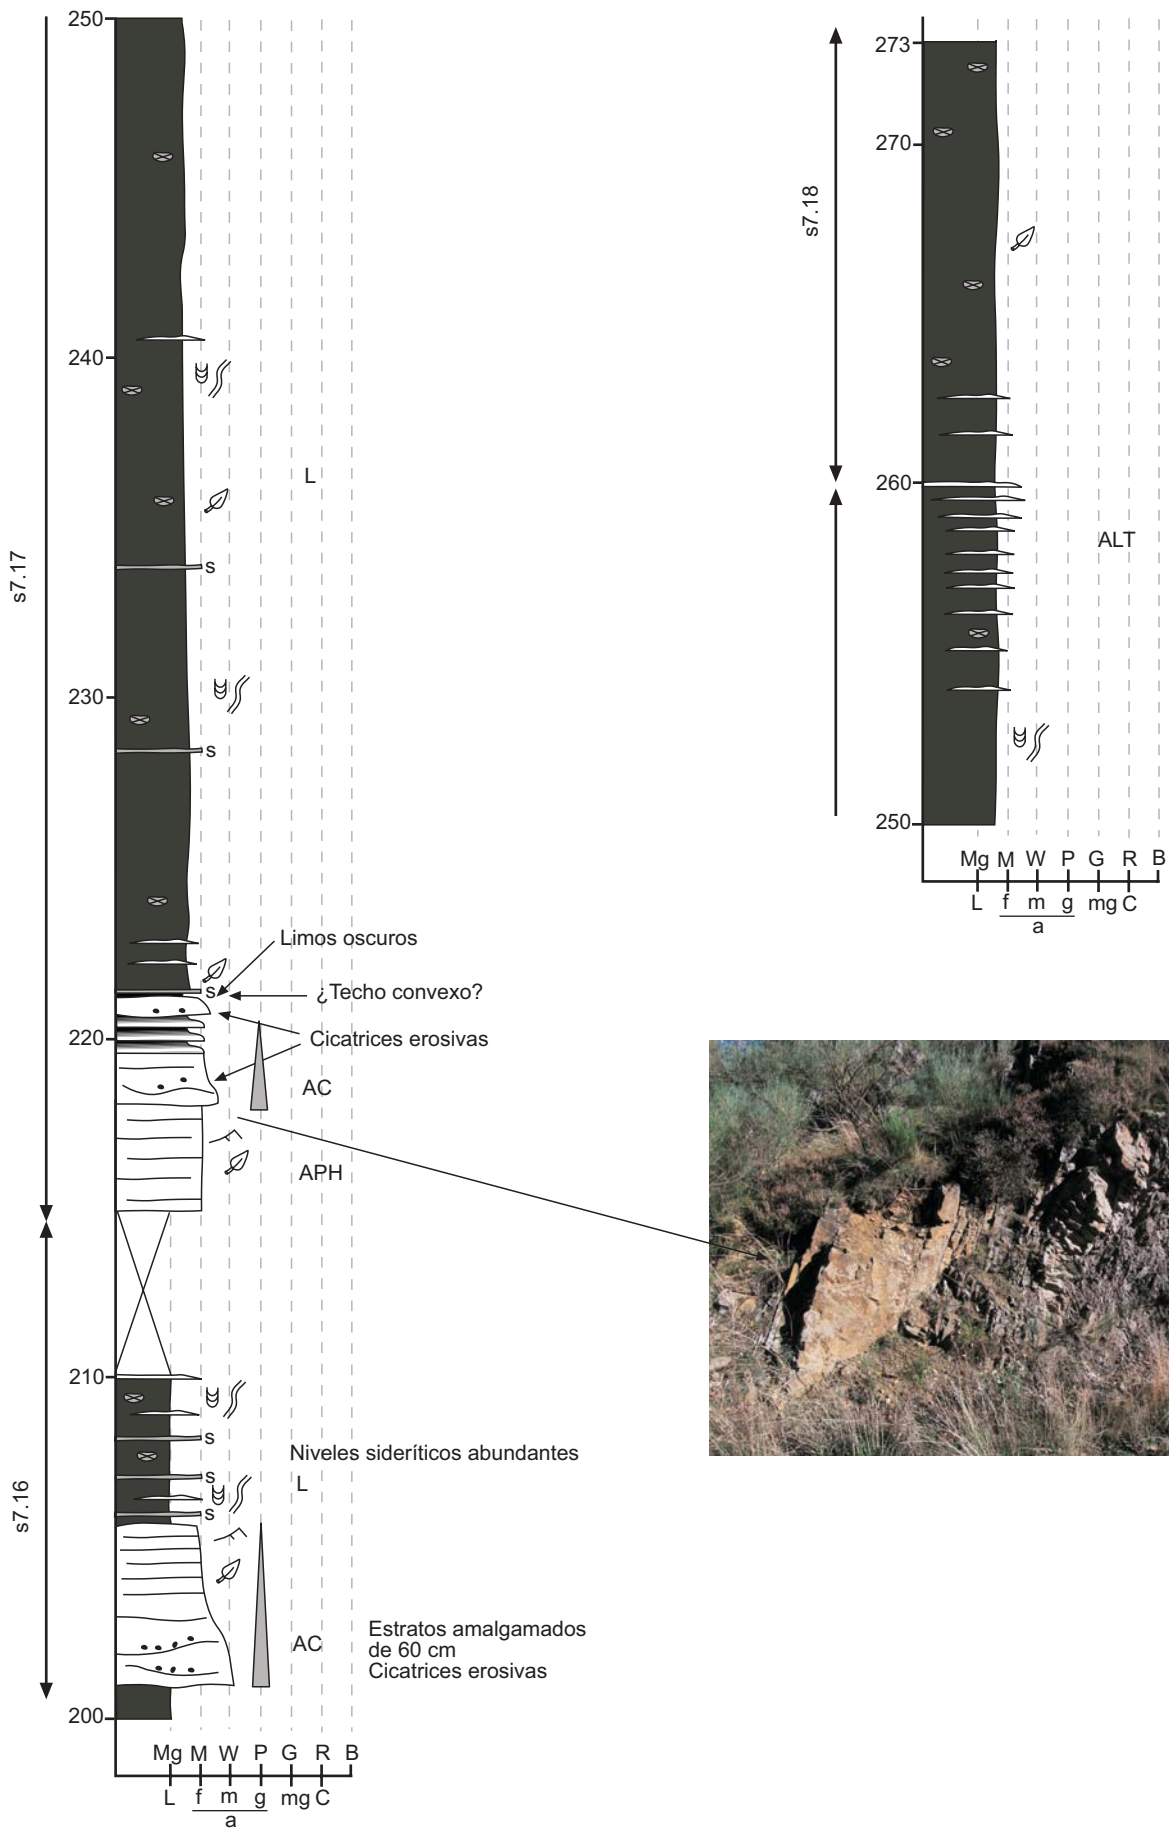 250
240
L
s7.17
s
230
s
Limos oscuros
s
¿Techo convexo?
220
Cicatrices erosivas
AC
APH
210
s
Niveles sideríticos abundantes
s
L
s7.16
s
Estratos amalgamados
AC
de 60 cm
Cicatrices erosivas
200
Mg M W P G R B
L f m g mg C
a
273
270
s7.18
260
ALT
250
Mg M W P G R B
L f m g mg C
a